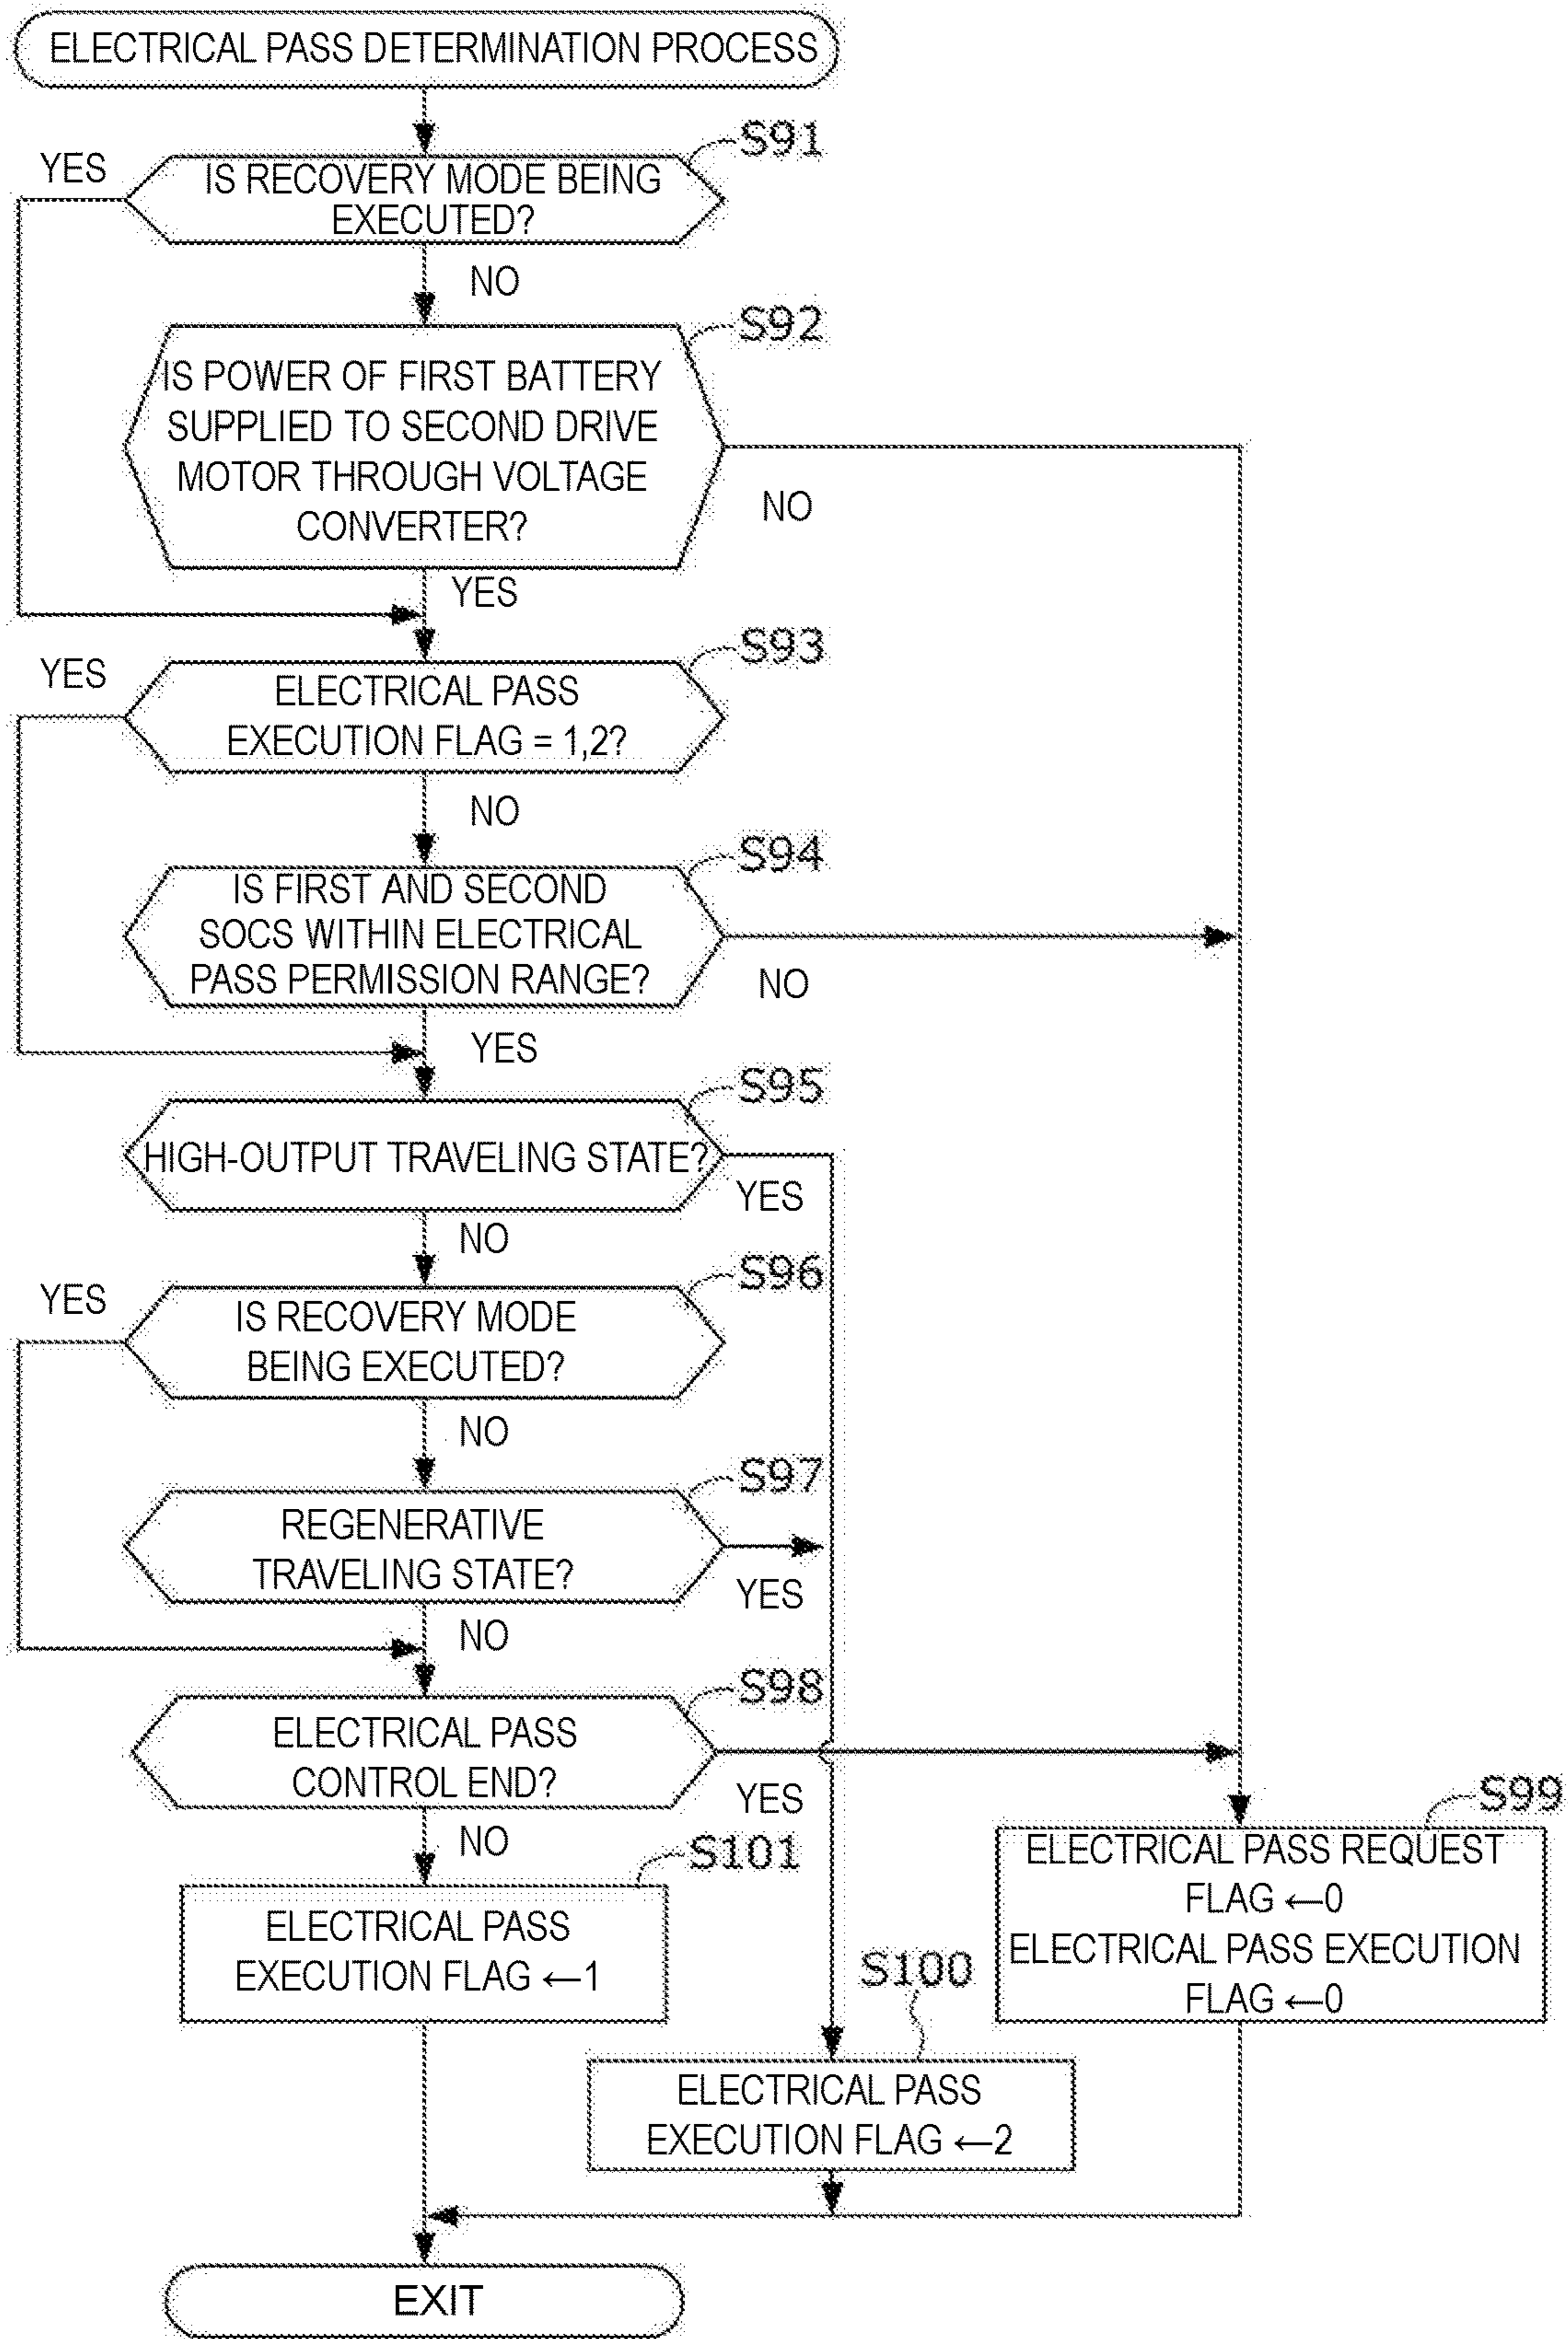 ELECTRICAL PASS DETERMINATION PROCESS
S91
YES
IS RECOVERY MODE BEING
EXECUTED?
NO
S92
IS POWER OF FIRST BATTERY
SUPPLIED TO SECOND DRIVE
MOTOR THROUGH VOLTAGE
CONVERTER?
NO
YES
S93
YES
ELECTRICAL PASS
EXECUTION FLAG = 1,2?
NO
S94
IS FIRST AND SECOND
SOCS WITHIN ELECTRICAL
PASS PERMISSION RANGE?
NO
YES
S95
HIGH-OUTPUT TRAVELING STATE?
YES
NO
S96
YES
IS RECOVERY MODE
BEING EXECUTED?
NO
S97
REGENERATIVE
TRAVELING STATE?
YES
NO
S98
ELECTRICAL PASS
CONTROL END?
YES
NO
S99
ELECTRICAL PASS REQUEST
FLAG ←0
ELECTRICAL PASS EXECUTION
FLAG ←0
S101
ELECTRICAL PASS
EXECUTION FLAG ←1
S100
ELECTRICAL PASS
EXECUTION FLAG ←2
EXIT